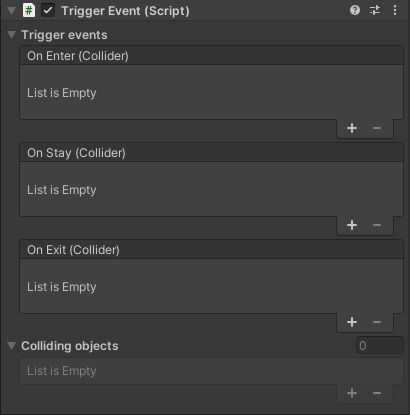 Trigger Event (Script)
Trigger events
On Enter (Collider)
List is Empty
On Stay (Collider)
List is Empty
On Exit (Collider)
List is Empty
Colliding objects 0
List is Empty